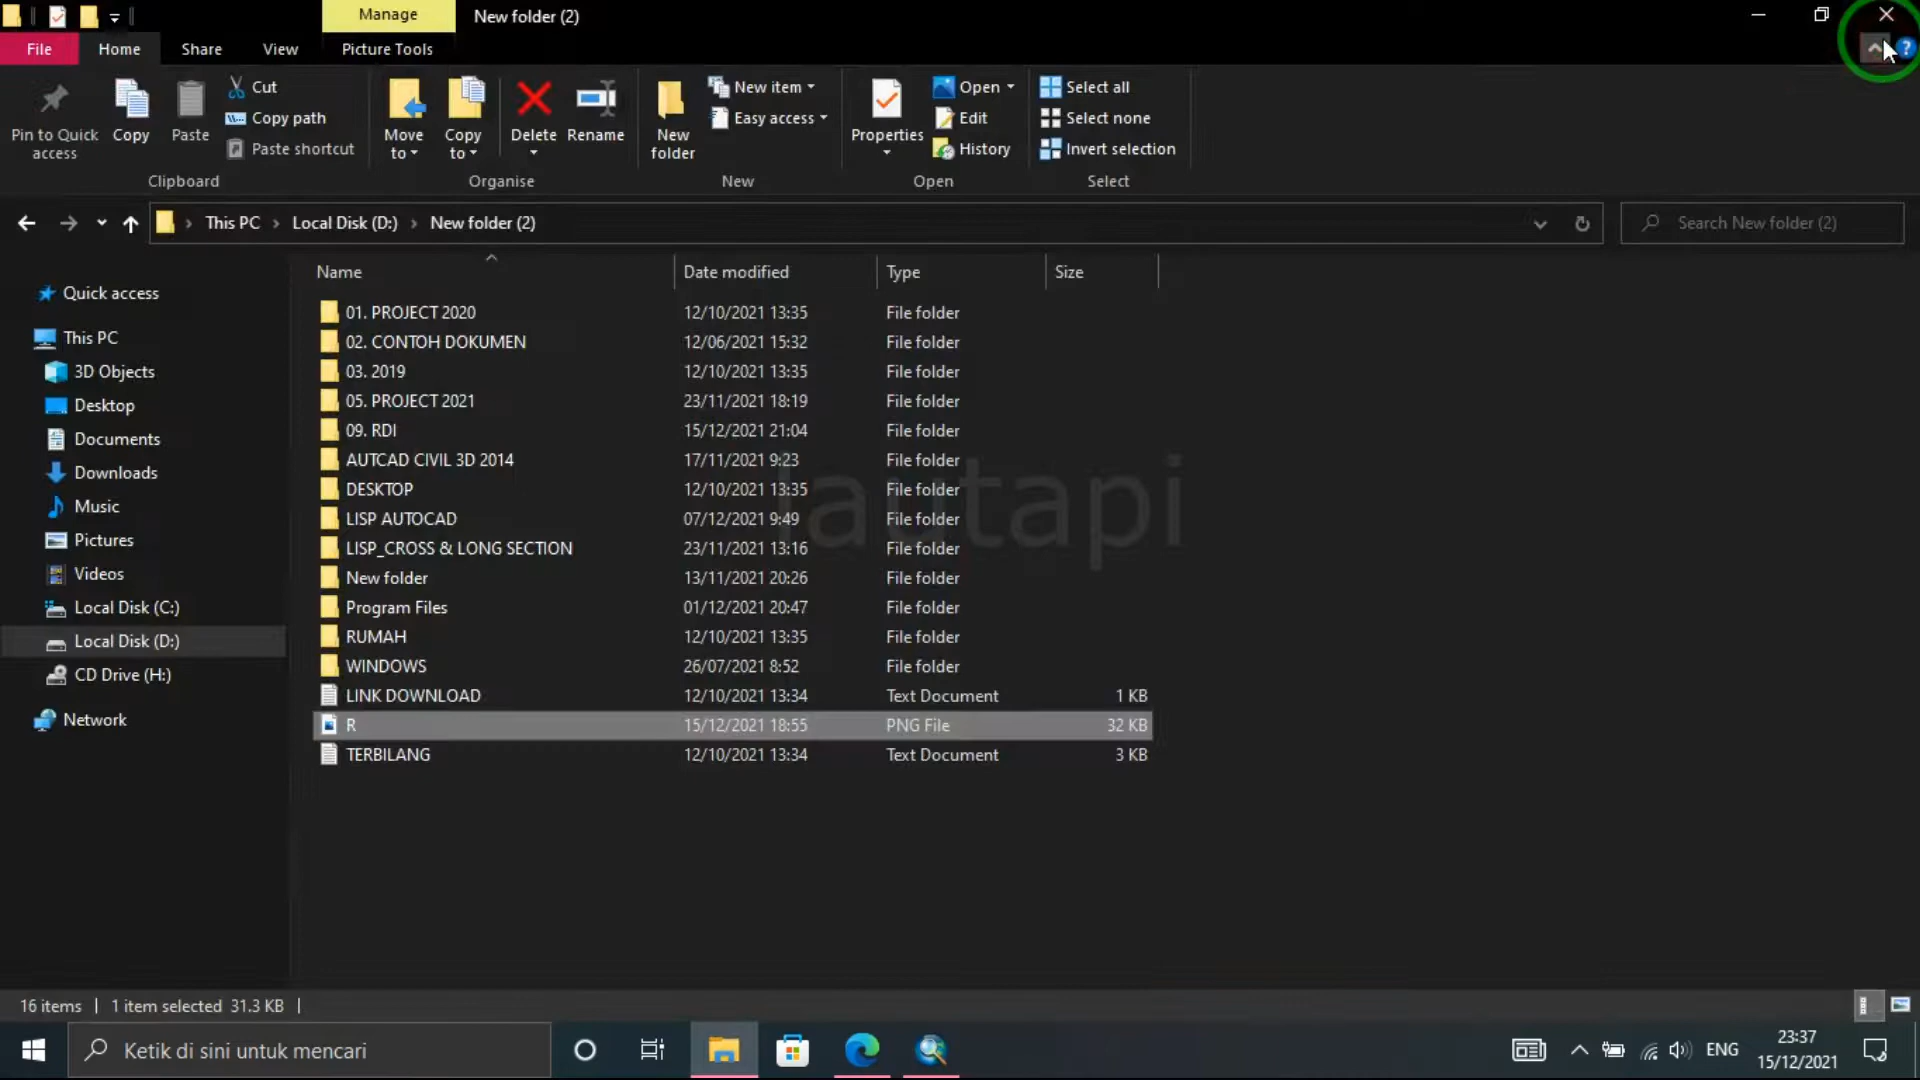 Manage
New folder (2)
File
Home
Share
View
Picture Tools
?
Pin to Quick access
Copy
Paste
Cut
Copy path
Paste shortcut
Clipboard
Move to
Copy to
Delete
Rename
Organise
New folder
New item
Easy access
New
Properties
Open
Edit
History
Open
Select all
Select none
Invert selection
Select
This PC > Local Disk (D:) > New folder (2)
Search New folder (2)
Quick access
This PC
3D Objects
Desktop
Documents
Downloads
Music
Pictures
Videos
Local Disk (C:)
Local Disk (D:)
CD Drive (H:)
Network
Name Date modified Type Size
01. PROJECT 2020 12/10/2021 13:35 File folder
02. CONTOH DOKUMEN 12/06/2021 15:32 File folder
03. 2019 12/10/2021 13:35 File folder
05. PROJECT 2021 23/11/2021 18:19 File folder
09. RDI 15/12/2021 21:04 File folder
AUTCAD CIVIL 3D 2014 17/11/2021 9:23 File folder
DESKTOP 12/10/2021 13:35 File folder
LISP AUTOCAD 07/12/2021 9:49 File folder
LISP_CROSS & LONG SECTION 23/11/2021 13:16 File folder
New folder 13/11/2021 20:26 File folder
Program Files 01/12/2021 20:47 File folder
RUMAH 12/10/2021 13:35 File folder
WINDOWS 26/07/2021 8:52 File folder
LINK DOWNLOAD 12/10/2021 13:34 Text Document 1 KB
R 15/12/2021 18:55 PNG File 32 KB
TERBILANG 12/10/2021 13:34 Text Document 3 KB
lautapi
16 items | 1 item selected 31.3 KB |
Ketik di sini untuk mencari
ENG
23:37
15/12/2021